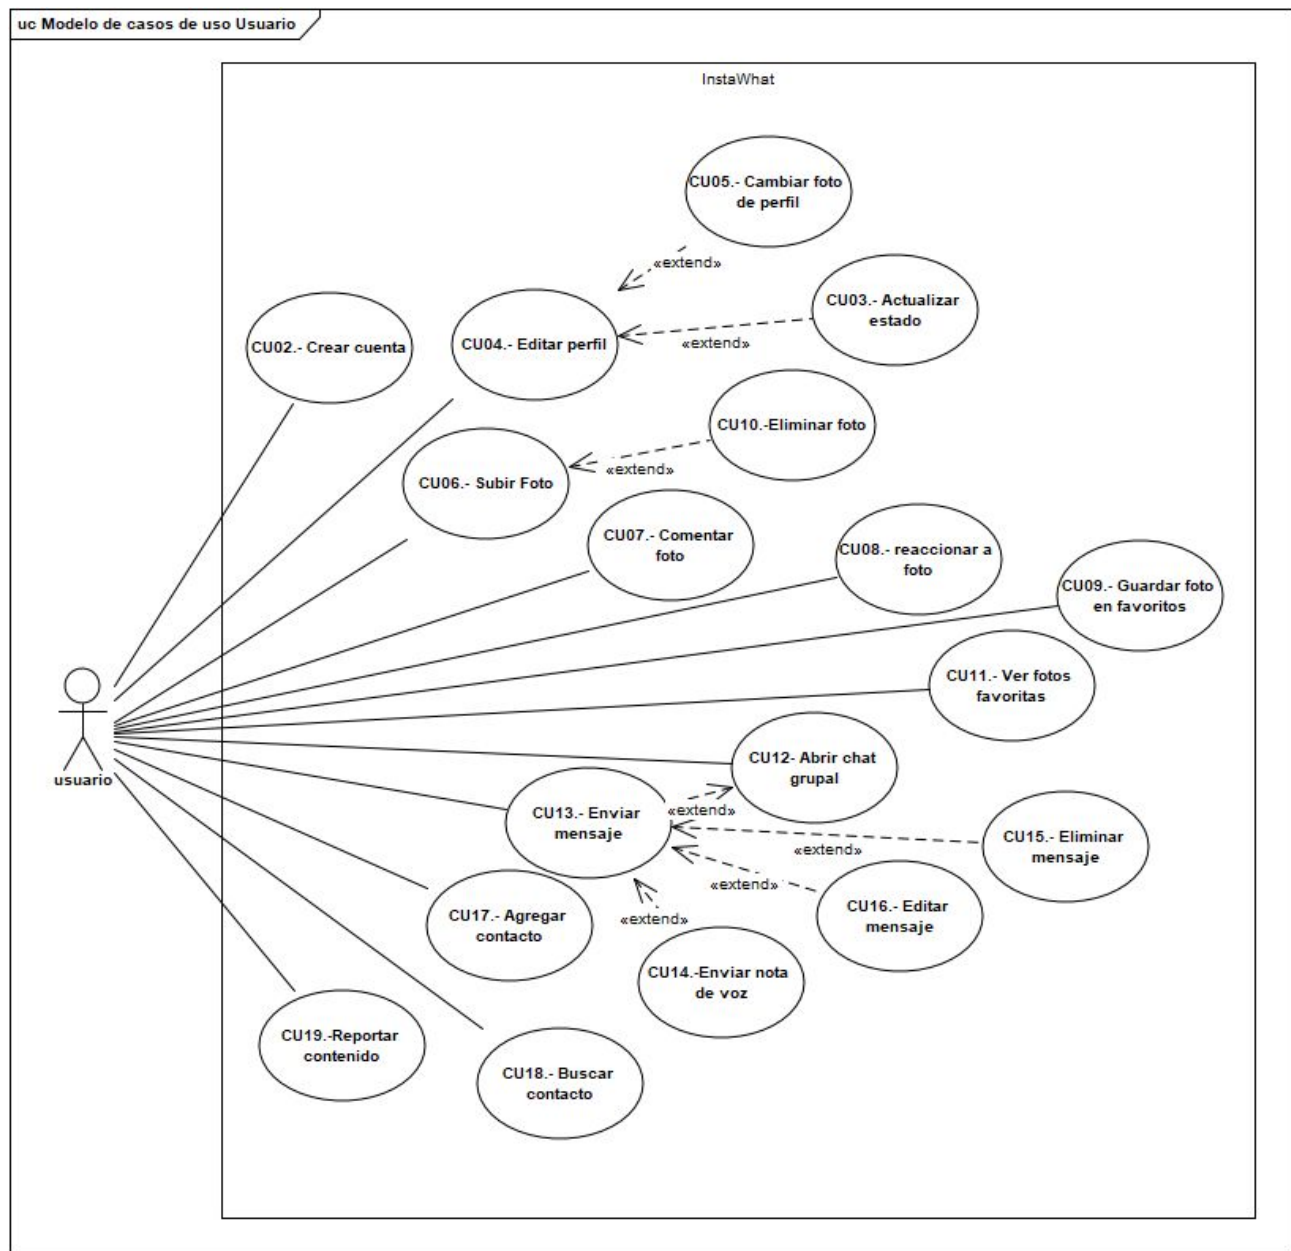 uc Modelo de casos de uso Usuario
InstaWhat
CU05.- Cambiar foto
de perfil
«extend»
CU03.- Actualizar
estado
«extend»
CU02.- Crear cuenta
CU04.- Editar perfil
CU10.-Eliminar foto
«extend»
CU06.- Subir Foto
CU07.- Comentar
foto
CU08.- reaccionar a
foto
CU09.- Guardar foto
en favoritos
CU11.- Ver fotos
favoritas
usuario
CU12- Abrir chat
grupal
«extend»
CU13.- Enviar
mensaje
CU15.- Eliminar
mensaje
«extend»
«extend»
CU16.- Editar
mensaje
CU17.- Agregar
contacto
«extend»
CU14.-Enviar nota
de voz
CU19.-Reportar
contenido
CU18.- Buscar
contacto